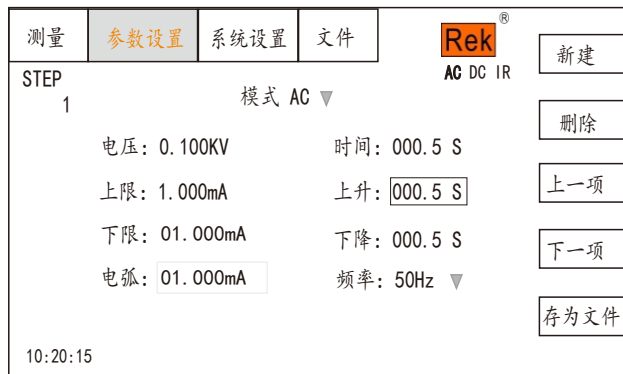 测量 参数设置 系统设置 文件
Rek®
AC DC IR
STEP
1
模式 AC ▼
电压: 0.100KV
时间: 000.5 S
上限: 1.000mA
上升: 000.5 S
下限: 01.000mA
下降: 000.5 S
电弧: 01.000mA
频率: 50Hz ▼
10:20:15
新建
删除
上一项
下一项
存为文件